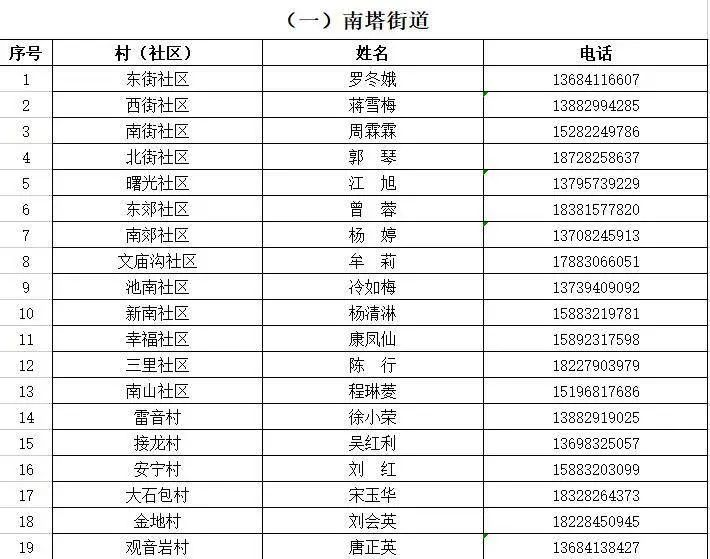 （一）南塔街道
序号 村（社区） 姓名 电话
1 东街社区 罗冬娥 13684116607
2 西街社区 蒋雪梅 13882994285
3 南街社区 周霖霖 15282249786
4 北街社区 郭 琴 18728258637
5 曙光社区 江 旭 13795739229
6 东郊社区 曾 蓉 18381577820
7 南郊社区 杨 婷 13708245913
8 文庙沟社区 牟 莉 17883066051
9 池南社区 冷如梅 13739409092
10 新南社区 杨清淋 15883219781
11 幸福社区 康凤仙 15892317598
12 三里社区 陈 行 18227903979
13 南山社区 程琳菱 15196817686
14 雷音村 徐小荣 13882919025
15 接龙村 吴红利 13698325057
16 安宁村 刘 红 15883203099
17 大石包村 宋玉华 18328264373
18 金地村 刘会英 18228450945
19 观音岩村 唐正英 13684138427